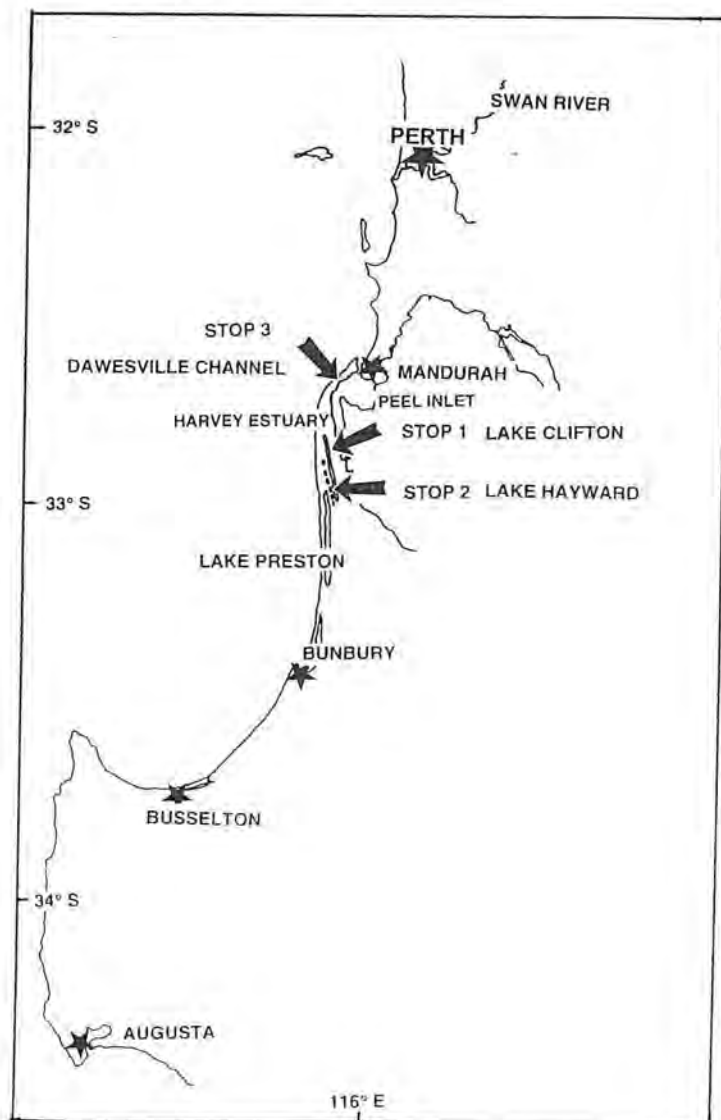 SWAN RIVER
32° S
PERTH
STOP 3
DAWESVILLE CHANNEL
MANDURAH
PEEL INLET
HARVEY ESTUARY
STOP 1 LAKE CLIFTON
STOP 2 LAKE HAYWARD
33° S
LAKE PRESTON
BUNBURY
BUSSELTON
34° S
AUGUSTA
116° E